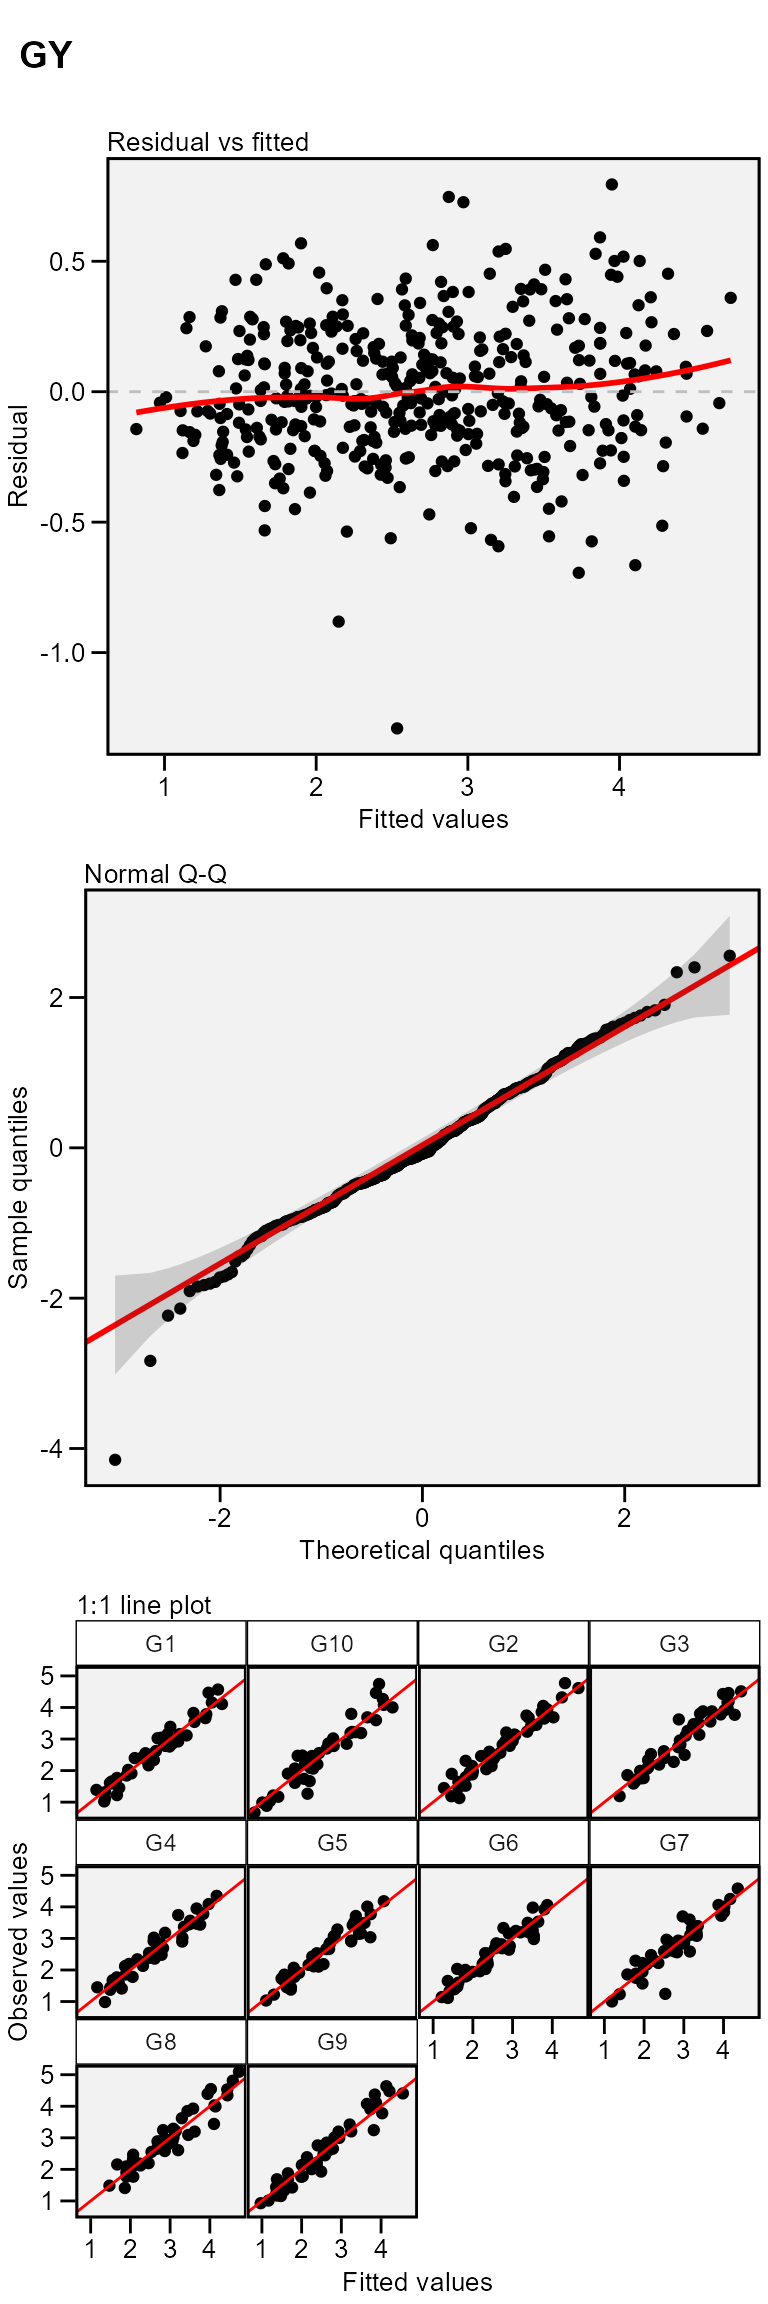 GY
Residual vs fitted
Residual
0.5
0.0
-0.5
-1.0
1 2 3 4
Fitted values
Normal Q-Q
Sample quantiles
2
0
-2
-4
-2 0 2
Theoretical quantiles
1:1 line plot
Observed values
G1 G10 G2 G3
5
4
3
2
1
G4 G5 G6 G7
5
4
3
2
1
1 2 3 4 1 2 3 4
G8 G9
5
4
3
2
1
1 2 3 4 1 2 3 4
Fitted values